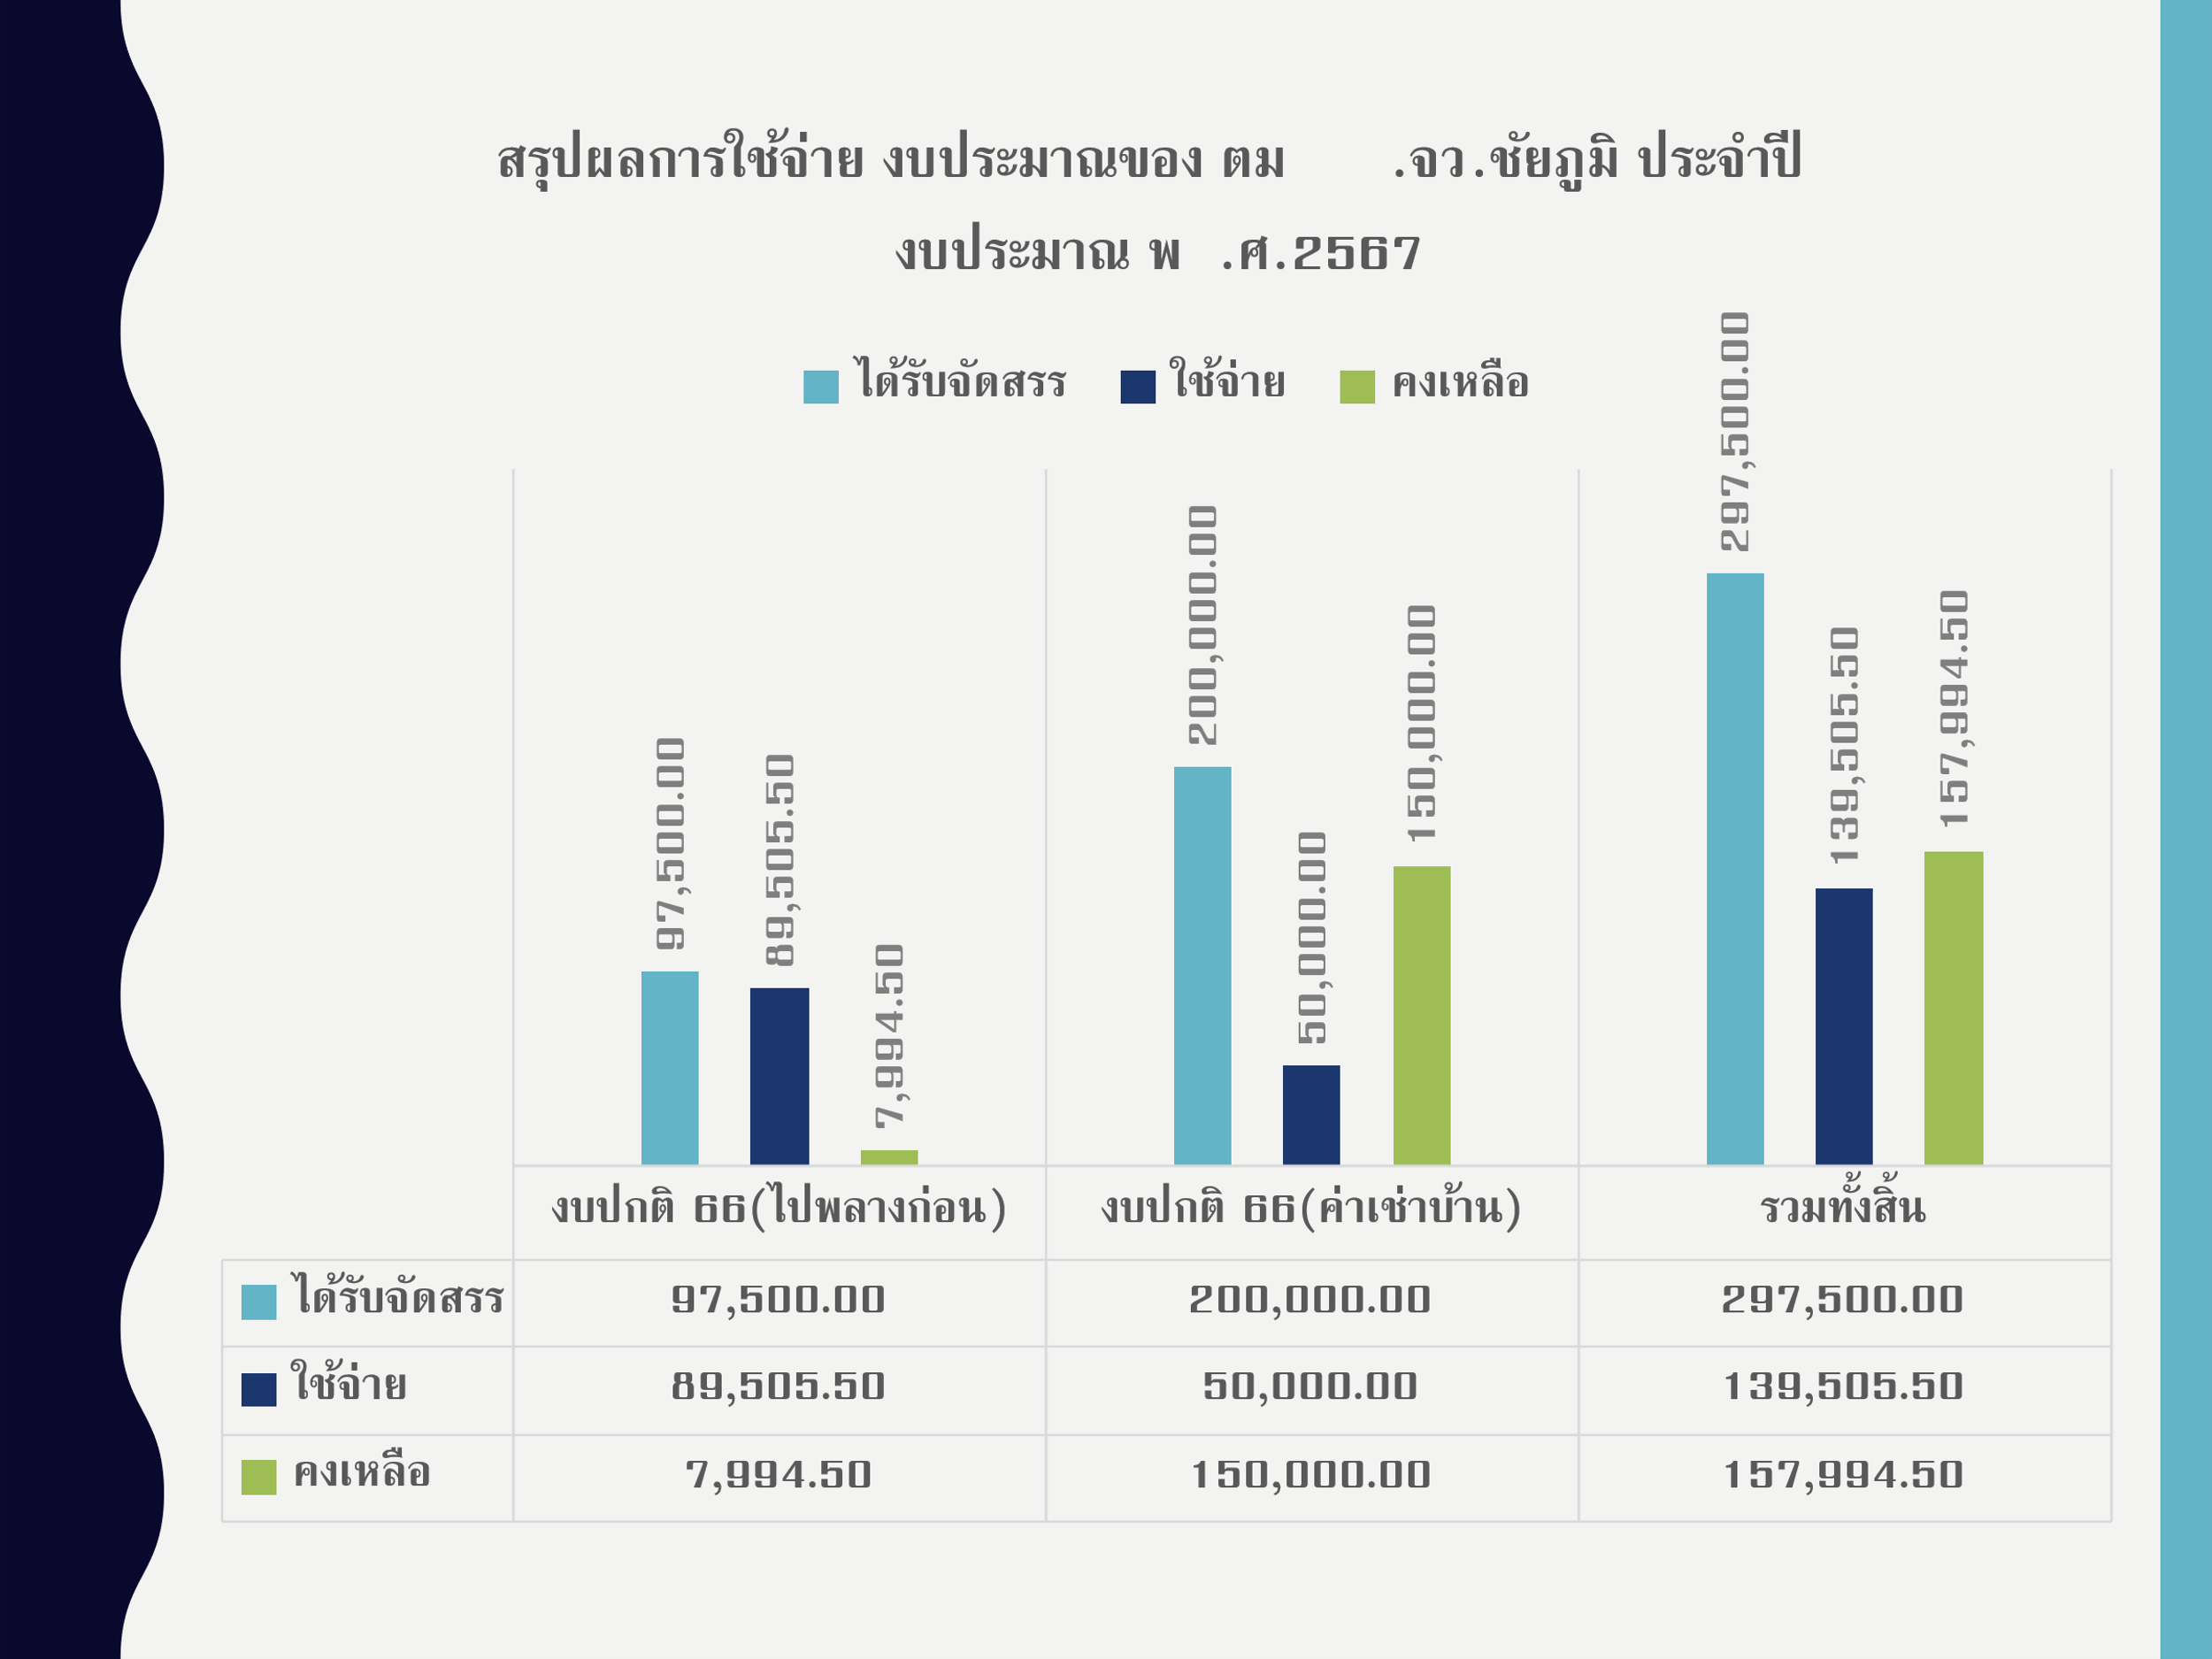 สรุปผลการใช้จ่าย งบประมาณของ ตม .จว.ชัยภูมิ ประจำปี
งบประมาณ พ .ศ.2567
ได้รับจัดสรร ใช้จ่าย คงเหลือ
97,500.00 89,505.50 7,994.50 200,000.00 50,000.00 150,000.00 297,500.00 139,505.50 157,994.50
งบปกติ 66(ไปพลางก่อน) งบปกติ 66(ค่าเช่าบ้าน) รวมทั้งสิ้น
ได้รับจัดสรร 97,500.00 200,000.00 297,500.00
ใช้จ่าย 89,505.50 50,000.00 139,505.50
คงเหลือ 7,994.50 150,000.00 157,994.50